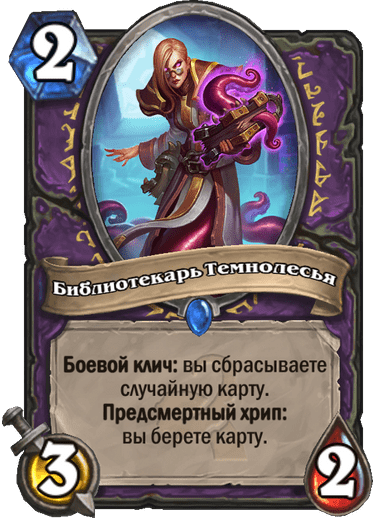 2
Библиотекарь Темнолесья
Боевой клич: вы сбрасываете
случайную карту.
Предсмертный хрип:
вы берете карту.
3
2